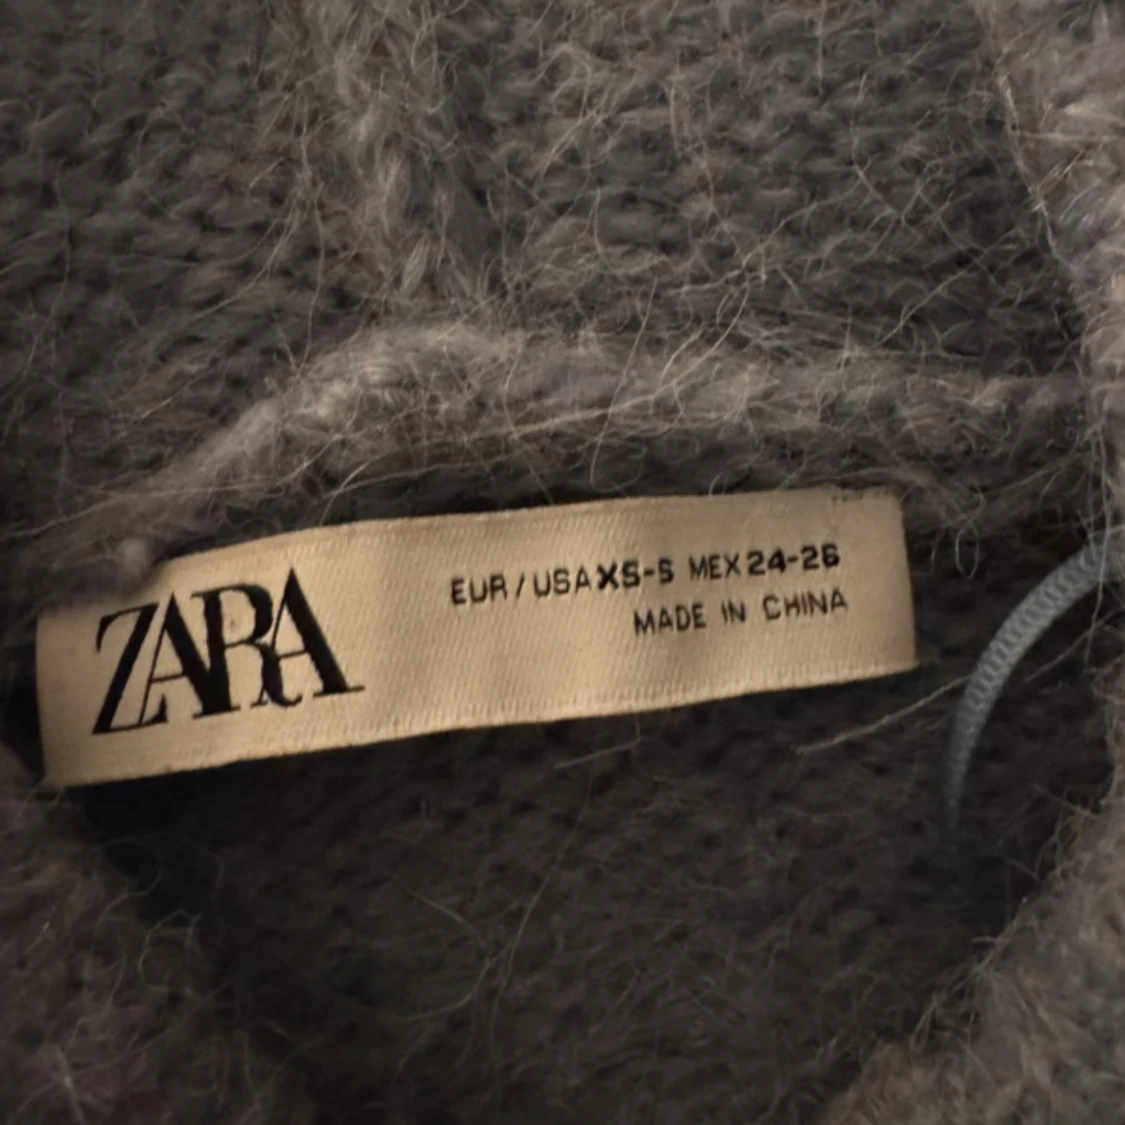 ZARA
EUR/USA XS-S MEX 24-26
MADE IN CHINA